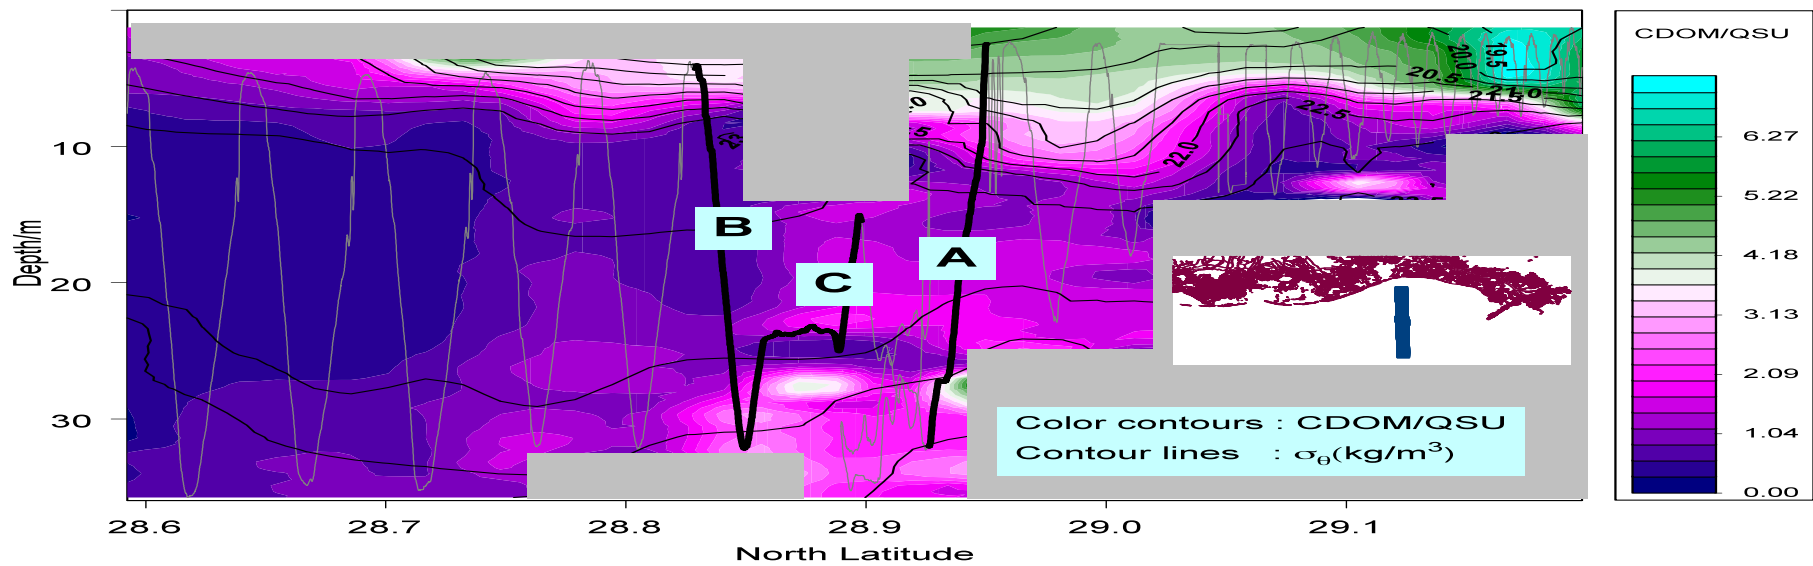 CDOM/QSU
6.27
5.22
4.18
3.13
2.09
1.04
0.00
Depth/m
10
20
30
19.5
20.0
20.5
21.0
21.5
22.5
22.0
B
C
A
Color contours : CDOM/QSU
Contour lines : σθ(kg/m³)
28.6 28.7 28.8 28.9 29.0 29.1
North Latitude